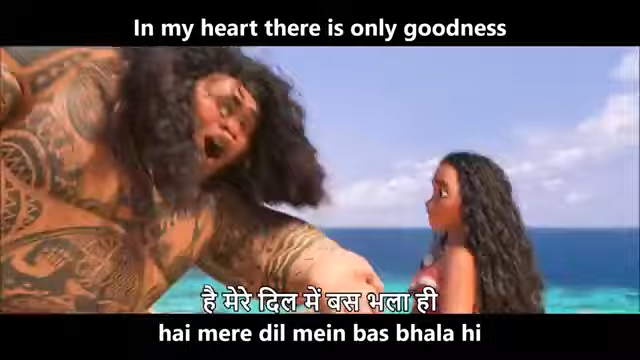 In my heart there is only goodness
है मेरे दिल में बस भला ही
hai mere dil mein bas bhala hi